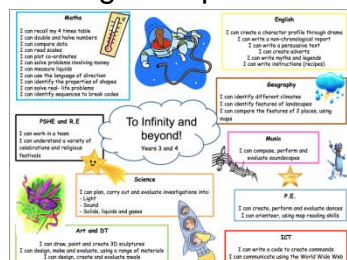 Maths
I can recall my 4 times table
I can double and halve numbers
I can compare data
I can read scales
I can plot co-ordinates
I can solve problems involving money
I can measure liquids
I can use the language of direction
I can identify the properties of shapes
I can solve real- life problems
I can identify sequences to break codes
English
I can create a character profile through drama
I can write a non-chronological report
I can write a persuasive text
I can create adverts
I can write myths and legends
I can write instructions (recipes)
Geography
I can identify different climates
I can identify features of landscapes
I can compare the features of 2 places, using
maps
PSHE and R.E
I can work in a team
I can understand a variety of
celebrations and religious
festivals
To Infinity and
beyond!
Years 3 and 4
Music
I can compose, perform and
evaluate soundscapes
Science
I can plan, carry out and evaluate investigations into:
- Light
- Sound
- Solids, liquids and gases
P.E.
I can create, perform and evaluate dances
I can orienteer, using map reading skills
Art and DT
I can draw, paint and create 3D sculptures
I can design, make and evaluate, using a range of materials
I can design, create and evaluate meals
ICT
I can write a code to create commands
I can communicate using the World Wide Web